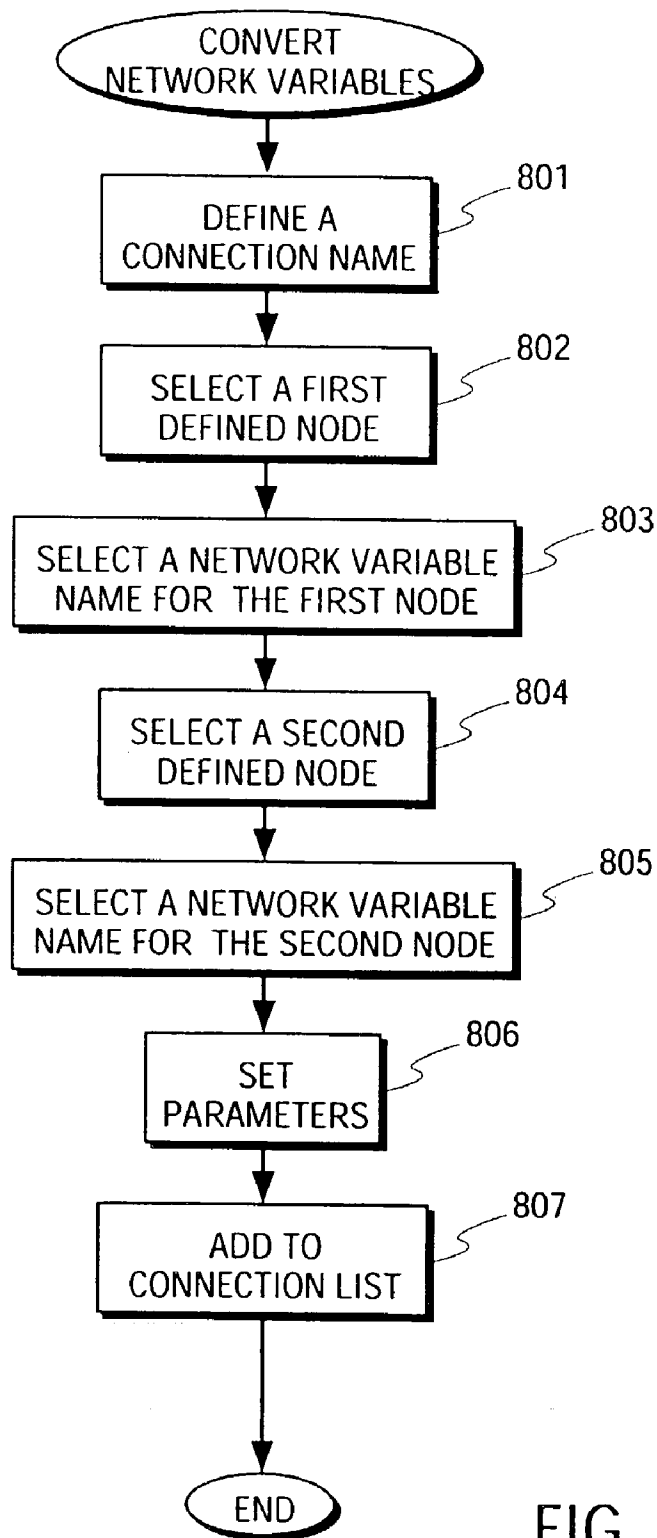 CONVERT
NETWORK VARIABLES
801
DEFINE A
CONNECTION NAME
802
SELECT A FIRST
DEFINED NODE
803
SELECT A NETWORK VARIABLE
NAME FOR THE FIRST NODE
804
SELECT A SECOND
DEFINED NODE
805
SELECT A NETWORK VARIABLE
NAME FOR THE SECOND NODE
806
SET
PARAMETERS
807
ADD TO
CONNECTION LIST
END
FIG